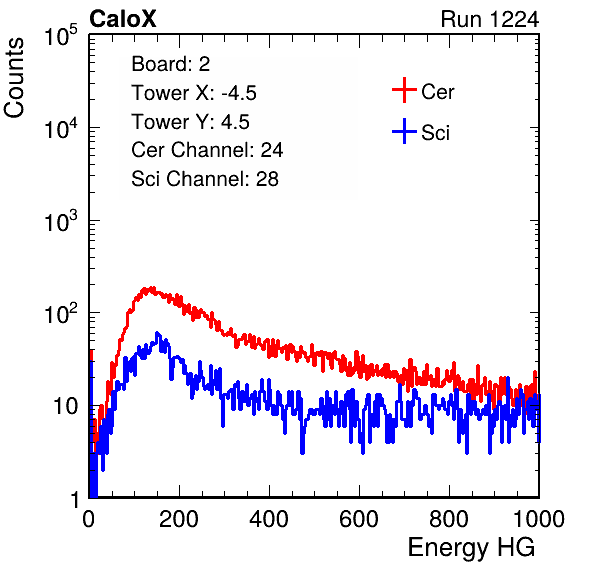 CaloX Run 1224
Counts
10^5
10^4
10^3
10^2
10
1
Board: 2
Tower X: -4.5
Tower Y: 4.5
Cer Channel: 24
Sci Channel: 28
Cer
Sci
0 200 400 600 800 1000
Energy HG